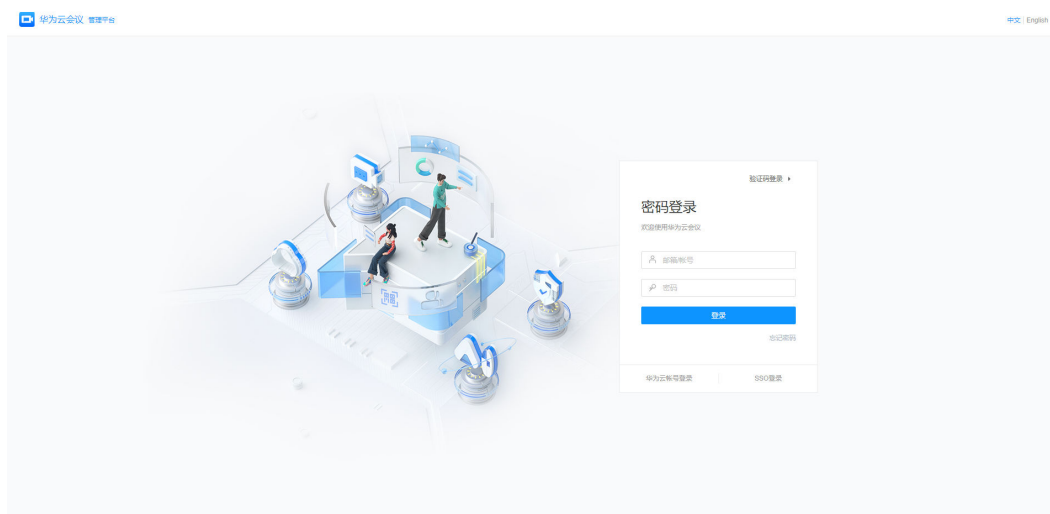 华为云会议 管理平台
中文 | English
验证码登录
密码登录
欢迎使用华为云会议
邮箱/帐号
密码
登录
忘记密码
华为云帐号登录
SSO登录